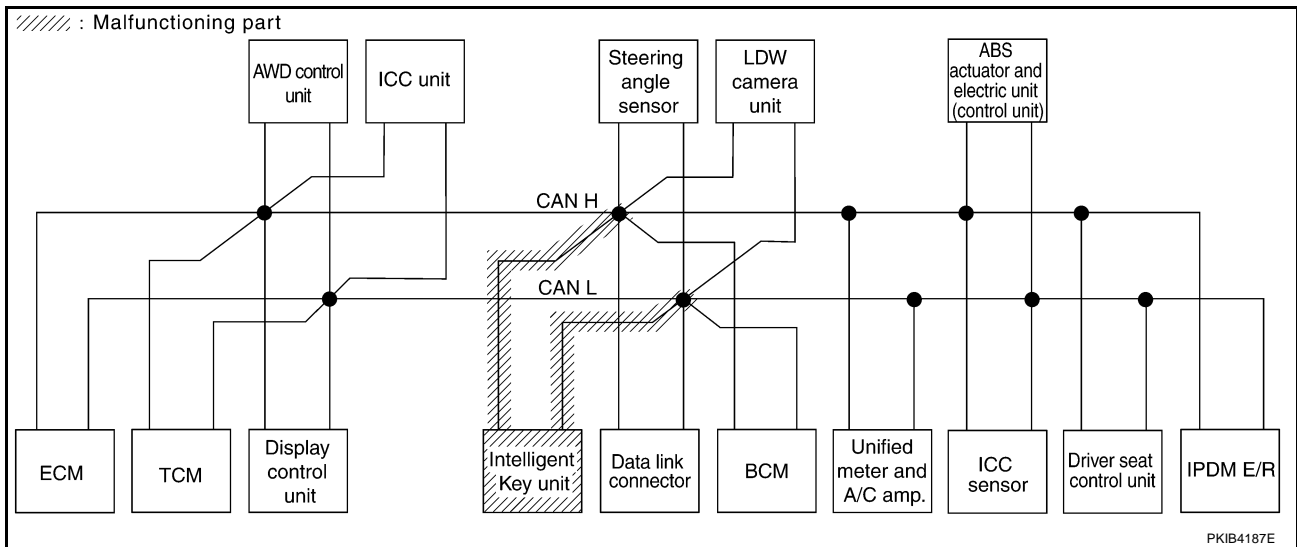 : Malfunctioning part
AWD control
unit
ICC unit
Steering
angle
sensor
LDW
camera
unit
ABS
actuator and
electric unit
(control unit)
CAN H
CAN L
ECM
TCM
Display
control
unit
Intelligent
Key unit
Data link
connector
BCM
Unified
meter and
A/C amp.
ICC
sensor
Driver seat
control unit
IPDM E/R
PKIB4187E